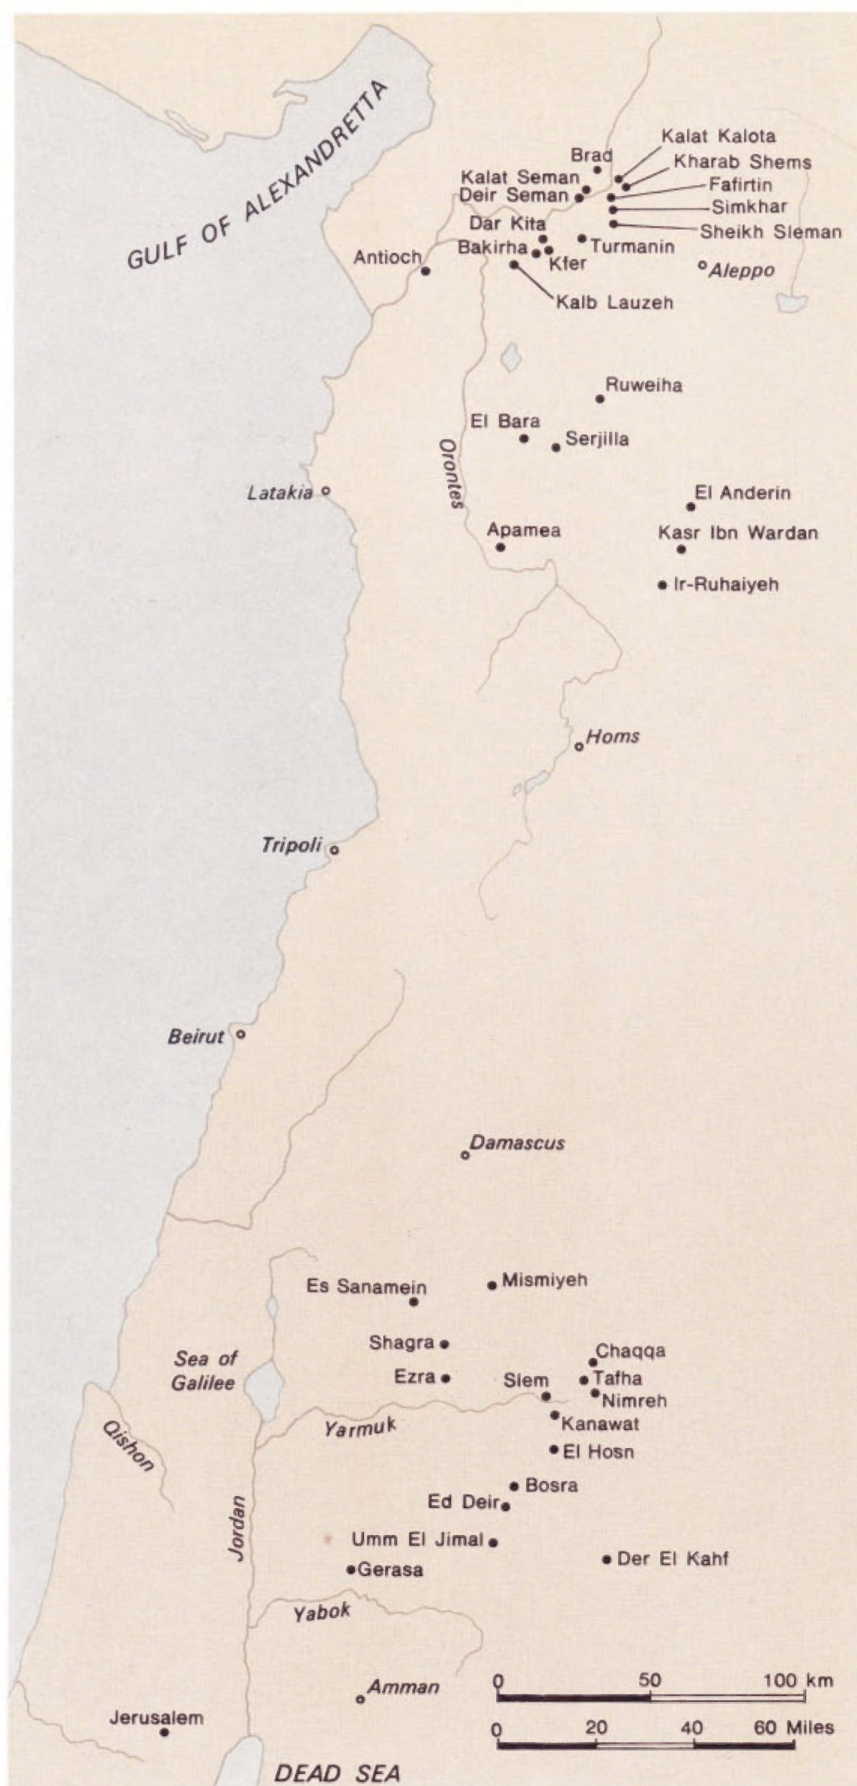 GULF OF ALEXANDRETTA
Brad
Kalat Kalota
Kharab Shems
Kalat Seman
Deir Seman
Fafirtin
Simkhar
Sheikh Sleman
Dar Kita
Bakirha
Kfer
Turmanin
Antioch
Aleppo
Kalb Lauzeh
Ruweiha
El Bara
Serjilla
Orontes
Latakia
El Anderin
Apamea
Kasr Ibn Wardan
Ir-Ruhaiyeh
Homs
Tripoli
Beirut
Damascus
Es Sanamein
Mismiyeh
Shagra
Chaqqa
Sea of
Galilee
Ezra
Slem
Tafha
Nimreh
Kanawat
Yarmuk
Qishon
El Hosn
Bosra
Ed Deir
Jordan
Umm El Jimal
Der El Kahf
Gerasa
Yabok
Amman
0 50 100 km
0 20 40 60 Miles
Jerusalem
DEAD SEA